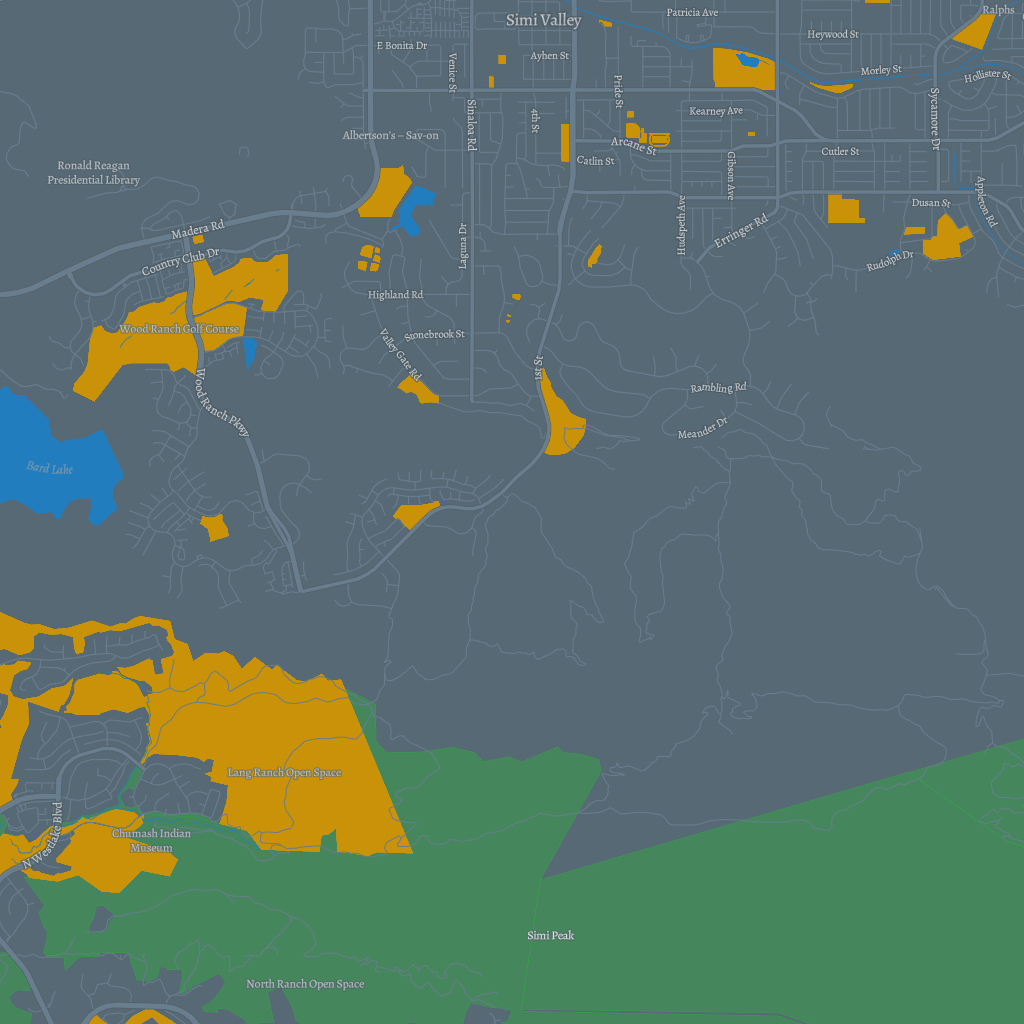 Ralphs
Patricia Ave
Simi Valley
Heywood St
E Bonita Dr
Ayhen St
Venice St
Morley St
Hollister St
Pride St
Sinaloa Rd
Kearney Ave
Sycamore Dr
4th St
Albertson's – Sav-on
Arcane St
Cutler St
Catlin St
Gibson Ave
Ronald Reagan
Presidential Library
Appleton Rd
Dusan St
Hudspeth Ave
Erringer Rd
Madera Rd
Laurel Dr
Country Club Dr
Rudolph Dr
Highland Rd
Wood Ranch Golf Course
Stonebrook St
Valley Gate Rd
1st St
Rambling Rd
Wood Ranch Pkwy
Meander Dr
Bard Lake
Lang Ranch Open Space
N Westlake Blvd
Chumash Indian
Museum
Simi Peak
North Ranch Open Space